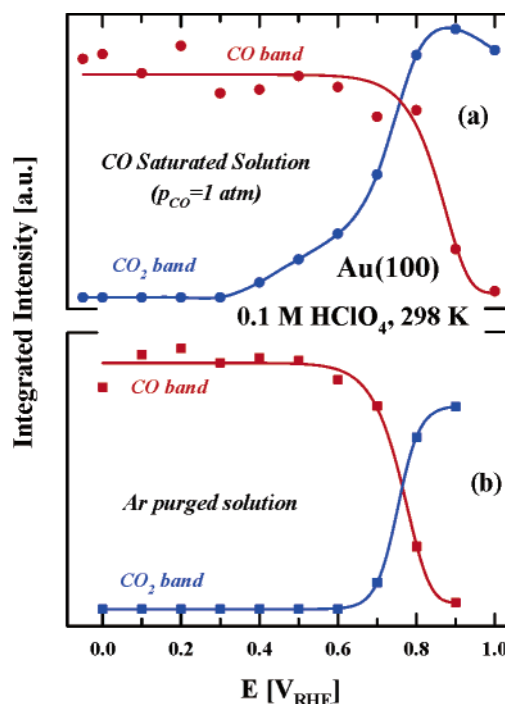 Integrated Intensity [a.u.]
CO band
(a)
CO Saturated Solution
(pCO=1 atm)
CO2 band
Au(100)
0.1 M HClO4, 298 K
CO band
(b)
Ar purged solution
CO2 band
0.0 0.2 0.4 0.6 0.8 1.0
E [VRHE]